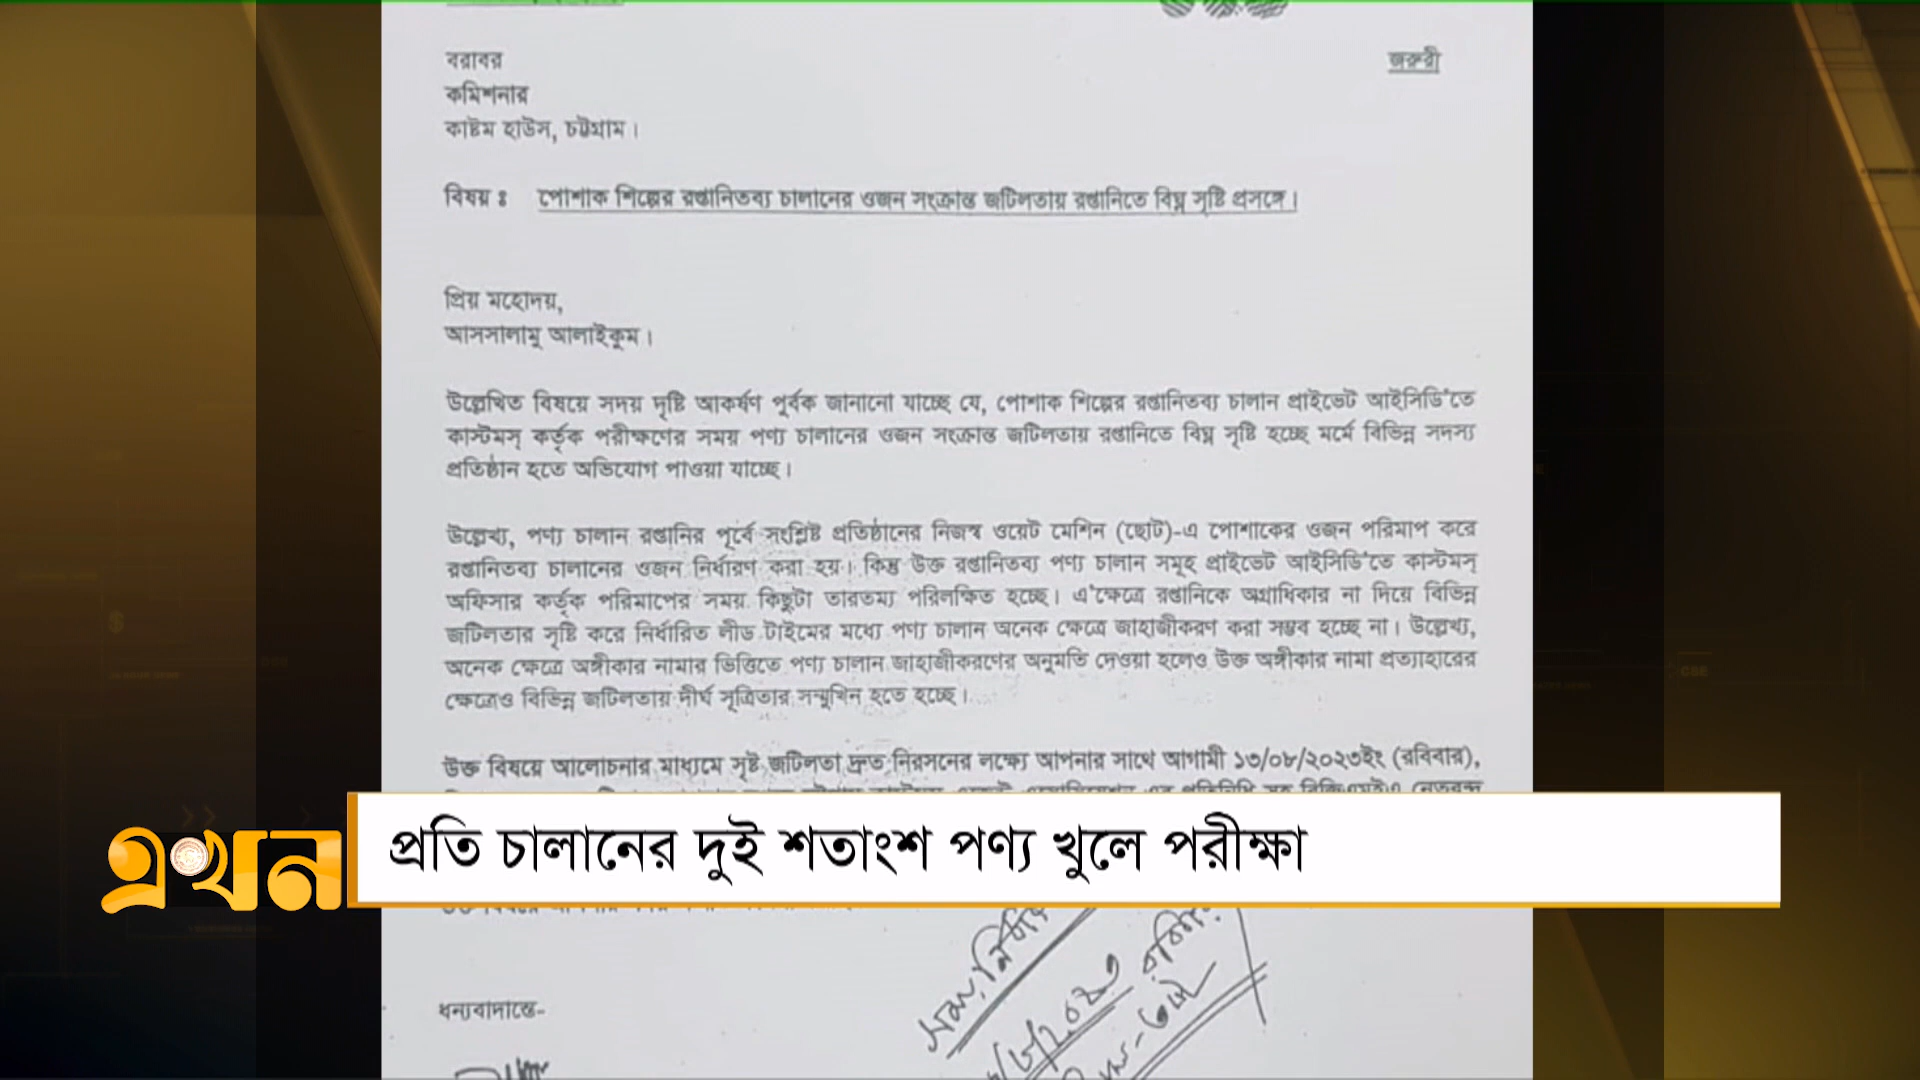 বরাবর
জরুরী
কমিশনার
কাষ্টম হাউস, চট্টগ্রাম।
বিষয় ঃ পোশাক শিল্পের রপ্তানিতব্য চালানের ওজন সংক্রান্ত জটিলতায় রপ্তানিতে বিঘ্ন সৃষ্টি প্রসঙ্গে।
প্রিয় মহোদয়,
আসসালামু আলাইকুম।
উল্লেখিত বিষয়ে সদয় দৃষ্টি আকর্ষণ পূর্বক জানানো যাচ্ছে যে, পোশাক শিল্পের রপ্তানিতব্য চালান প্রাইভেট আইসিডি'তে
কাস্টমস্ কর্তৃক পরীক্ষণের সময় পণ্য চালানের ওজন সংক্রান্ত জটিলতায় রপ্তানিতে বিঘ্ন সৃষ্টি হচ্ছে মর্মে বিভিন্ন সদস্য
প্রতিষ্ঠান হতে অভিযোগ পাওয়া যাচ্ছে।
উল্লেখ্য, পণ্য চালান রপ্তানির পূর্বে সংশ্লিষ্ট প্রতিষ্ঠানের নিজস্ব ওয়েট মেশিন (ছোট)-এ পোশাকের ওজন পরিমাপ করে
রপ্তানিতব্য চালানের ওজন নির্ধারণ করা হয়। কিন্তু উক্ত রপ্তানিতব্য পণ্য চালান সমূহ প্রাইভেট আইসিডি'তে কাস্টমস্
অফিসার কর্তৃক পরিমাপের সময় কিছুটা তারতম্য পরিলক্ষিত হচ্ছে। এ'ক্ষেত্রে রপ্তানিকে অগ্রাধিকার না দিয়ে বিভিন্ন
জটিলতার সৃষ্টি করে নির্ধারিত লীড টাইমের মধ্যে পণ্য চালান অনেক ক্ষেত্রে জাহাজীকরণ করা সম্ভব হচ্ছে না। উল্লেখ্য,
অনেক ক্ষেত্রে অঙ্গীকার নামার ভিত্তিতে পণ্য চালান জাহাজীকরণের অনুমতি দেওয়া হলেও উক্ত অঙ্গীকার নামা প্রত্যাহারের
ক্ষেত্রেও বিভিন্ন জটিলতায় দীর্ঘ সূত্রিতার সম্মুখিন হতে হচ্ছে।
উক্ত বিষয়ে আলোচনার মাধ্যমে সৃষ্ট জটিলতা দ্রুত নিরসনের লক্ষ্যে আপনার সাথে আগামী ১৩/০৮/২০২৩ইং (রবিবার),
এখন
প্রতি চালানের দুই শতাংশ পণ্য খুলে পরীক্ষা
ধন্যবাদান্তে-